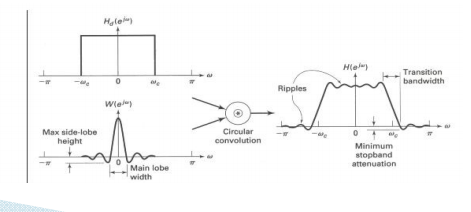 H_d(e^{jω})
-π
-ω_c
0
ω_c
π
ω
W(e^{jω})
Max side-lobe
height
-π
0
π
ω
Main lobe
width
Circular
convolution
H(e^{jω})
Transition
bandwidth
Ripples
-π
-ω_c
0
ω_c
π
ω
Minimum
stopband
attenuation